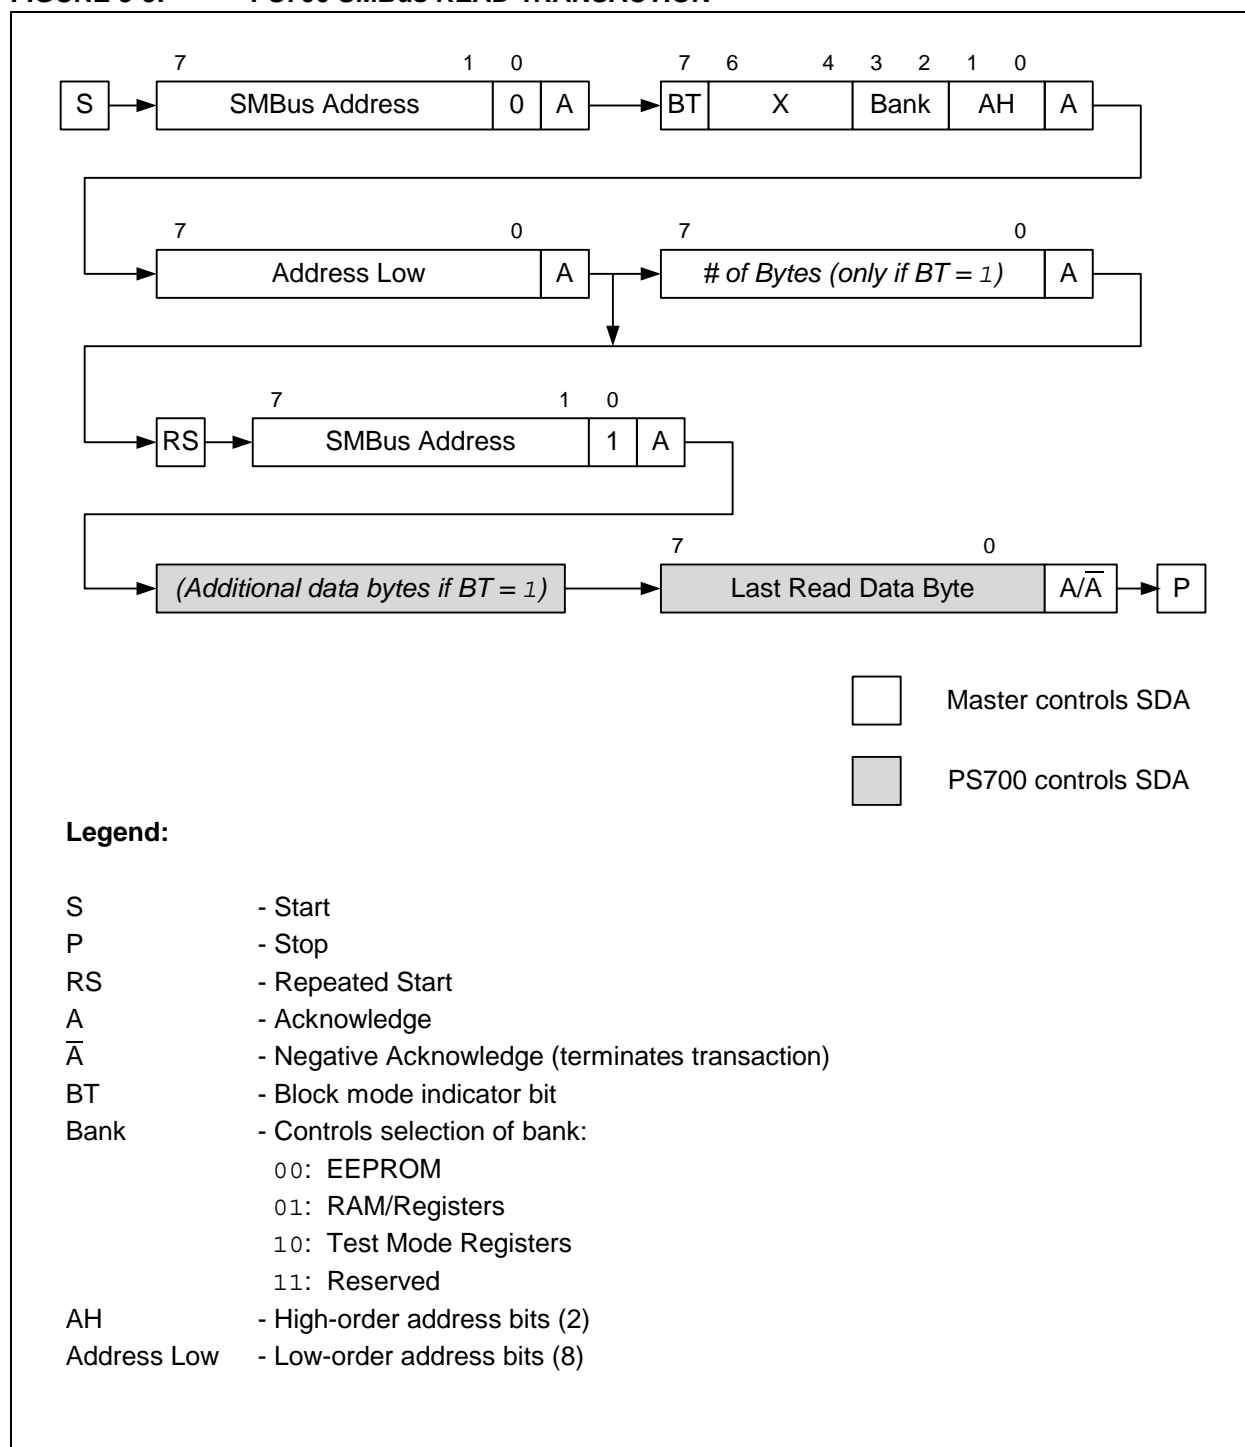 7 1 0 7 6 4 3 2 1 0
S SMBus Address 0 A BT X Bank AH A
7 0 7 0
Address Low A # of Bytes (only if BT = 1) A
7 1 0
RS SMBus Address 1 A
7 0
(Additional data bytes if BT = 1) Last Read Data Byte A/A̅ P
Master controls SDA
PS700 controls SDA
Legend:
S - Start
P - Stop
RS - Repeated Start
A - Acknowledge
A̅ - Negative Acknowledge (terminates transaction)
BT - Block mode indicator bit
Bank - Controls selection of bank:
00: EEPROM
01: RAM/Registers
10: Test Mode Registers
11: Reserved
AH - High-order address bits (2)
Address Low - Low-order address bits (8)